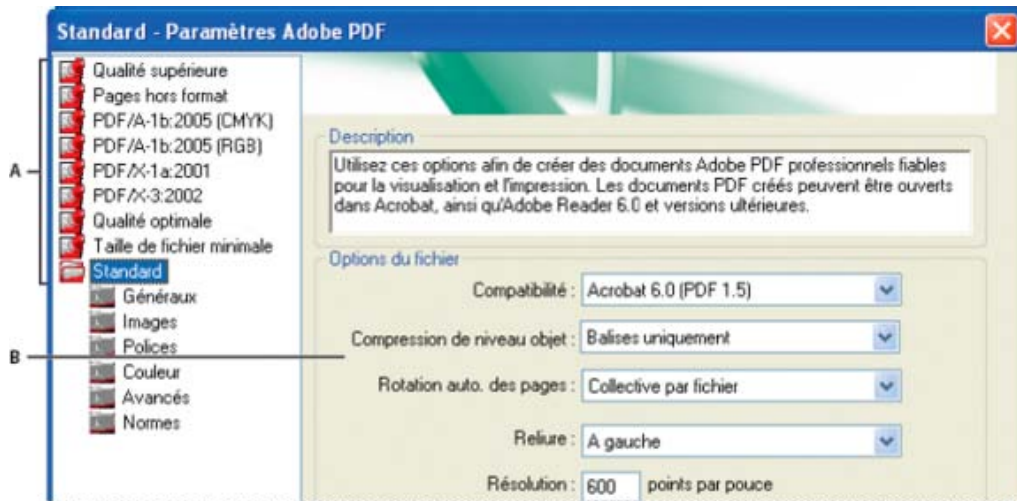 Standard - Paramètres Adobe PDF
A
Qualité supérieure
Pages hors format
PDF/A-1b:2005 (CMYK)
PDF/A-1b:2005 (RGB)
PDF/X-1a:2001
PDF/X-3:2002
Qualité optimale
Taille de fichier minimale
Standard
Généraux
Images
Polices
Couleur
Avancés
Normes
B
Description
Utilisez ces options afin de créer des documents Adobe PDF professionnels fiables
pour la visualisation et l'impression. Les documents PDF créés peuvent être ouverts
dans Acrobat, ainsi qu'Adobe Reader 6.0 et versions ultérieures.
Options du fichier
Compatibilité : Acrobat 6.0 (PDF 1.5)
Compression de niveau objet : Balises uniquement
Rotation auto. des pages : Collective par fichier
Reliure : A gauche
Résolution : 600 points par pouce